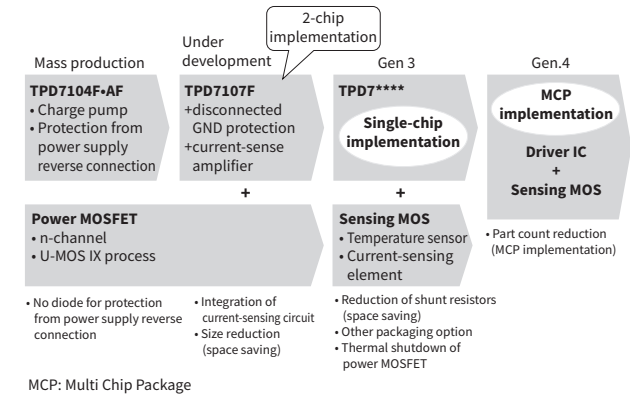 2-chip
implementation
Mass production
Under
development
Gen 3
Gen.4
TPD7104F•AF
• Charge pump
• Protection from
power supply
reverse connection
TPD7107F
+disconnected
GND protection
+current-sense
amplifier
TPD7****
Single-chip
implementation
MCP
implementation
Driver IC
+
Sensing MOS
+
+
Power MOSFET
• n-channel
• U-MOS IX process
Sensing MOS
• Temperature sensor
• Current-sensing
element
• Part count reduction
(MCP implementation)
• No diode for protection
from power supply reverse
connection
• Integration of
current-sensing circuit
• Size reduction
(space saving)
• Reduction of shunt resistors
(space saving)
• Other packaging option
• Thermal shutdown of
power MOSFET
MCP: Multi Chip Package